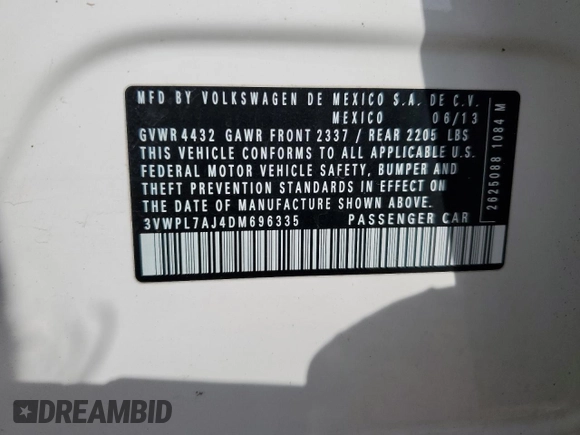 MFD BY VOLKSWAGEN DE MEXICO S.A. DE C.V.
MEXICO 06/13
GVWR 4432 GAWR FRONT 2337 / REAR 2205 LBS
THIS VEHICLE CONFORMS TO ALL APPLICABLE U.S.
FEDERAL MOTOR VEHICLE SAFETY, BUMPER AND
THEFT PREVENTION STANDARDS IN EFFECT ON
THE DATE OF MANUFACTURE SHOWN ABOVE.
3VWPL7AJ4DM696335 PASSENGER CAR
2625088 1084 M
DREAMBID